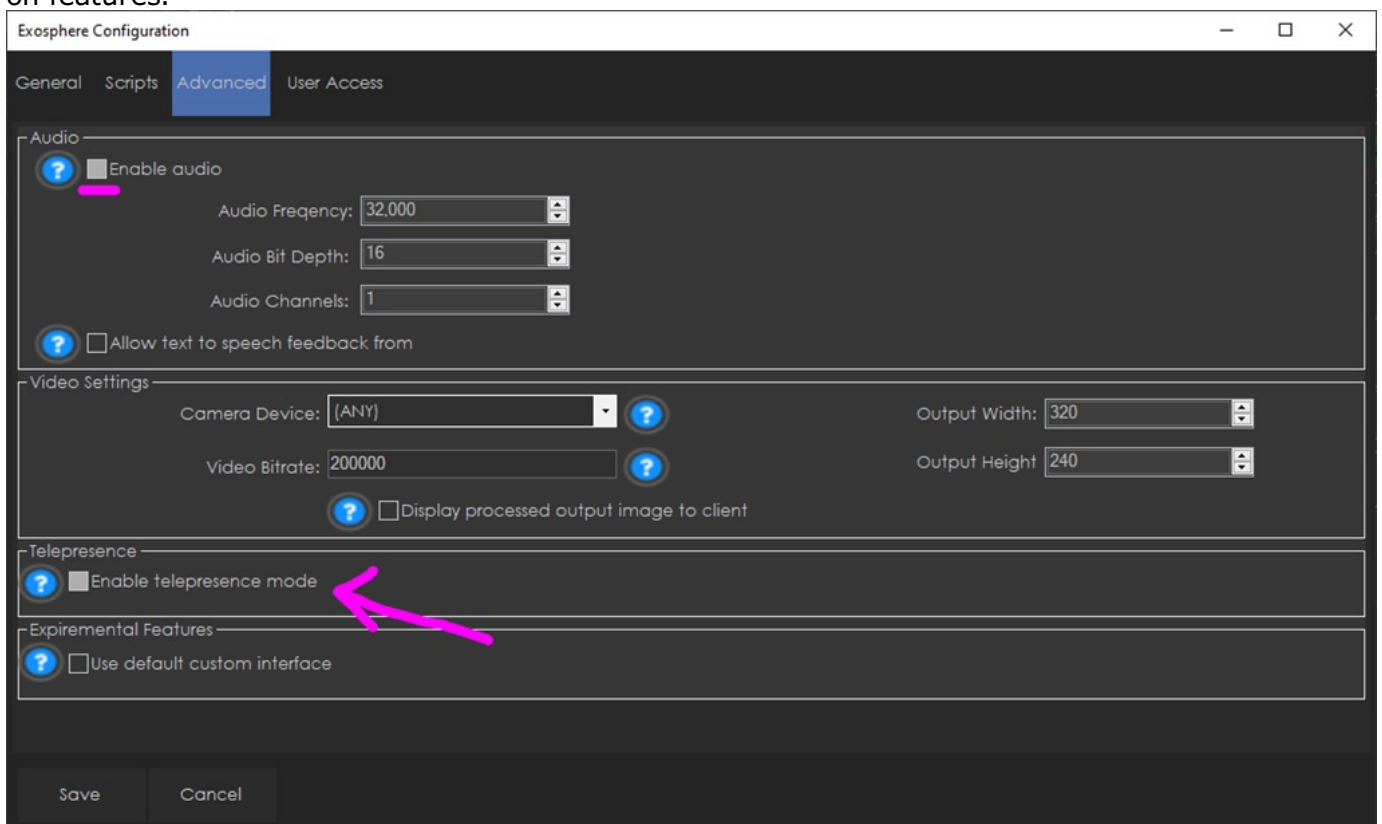 on features.
Exosphere Configuration
General Scripts Advanced User Access
Audio
? Enable audio
Audio Freqency: 32,000
Audio Bit Depth: 16
Audio Channels: 1
? Allow text to speech feedback from
Video Settings
Camera Device: (ANY) ? Output Width: 320
Video Bitrate: 200000 ? Output Height 240
? Display processed output image to client
Telepresence
? Enable telepresence mode
Expiremental Features
? Use default custom interface
Save Cancel